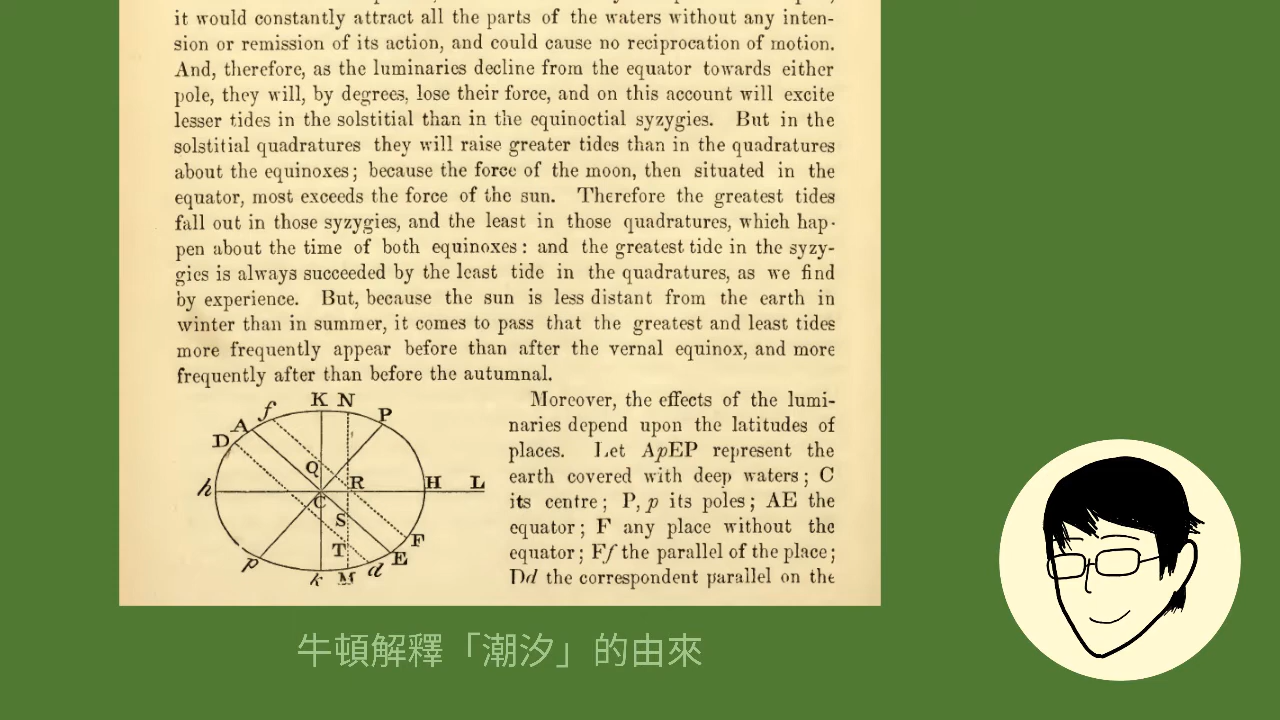 it would constantly attract all the parts of the waters without any inten-
sion or remission of its action, and could cause no reciprocation of motion.
And, therefore, as the luminaries decline from the equator towards either
pole, they will, by degrees, lose their force, and on this account will excite
lesser tides in the solstitial than in the equinoctial syzygies. But in the
solstitial quadratures they will raise greater tides than in the quadratures
about the equinoxes; because the force of the moon, then situated in the
equator, most exceeds the force of the sun. Therefore the greatest tides
fall out in those syzygies, and the least in those quadratures, which hap-
pen about the time of both equinoxes: and the greatest tide in the syzy-
gies is always succeeded by the least tide in the quadratures, as we find
by experience. But, because the sun is less distant from the earth in
winter than in summer, it comes to pass that the greatest and least tides
more frequently appear before than after the vernal equinox, and more
frequently after than before the autumnal.
Moreover, the effects of the lumi-
naries depend upon the latitudes of
places. Let ApEP represent the
earth covered with deep waters; C
its centre; P, p its poles; AE the
equator; F any place without the
equator; Ff the parallel of the place;
Dd the correspondent parallel on the
K N
f P
A
D
Q
h R H L
C
S
F
T E
p k M d
牛頓解釋「潮汐」的由來